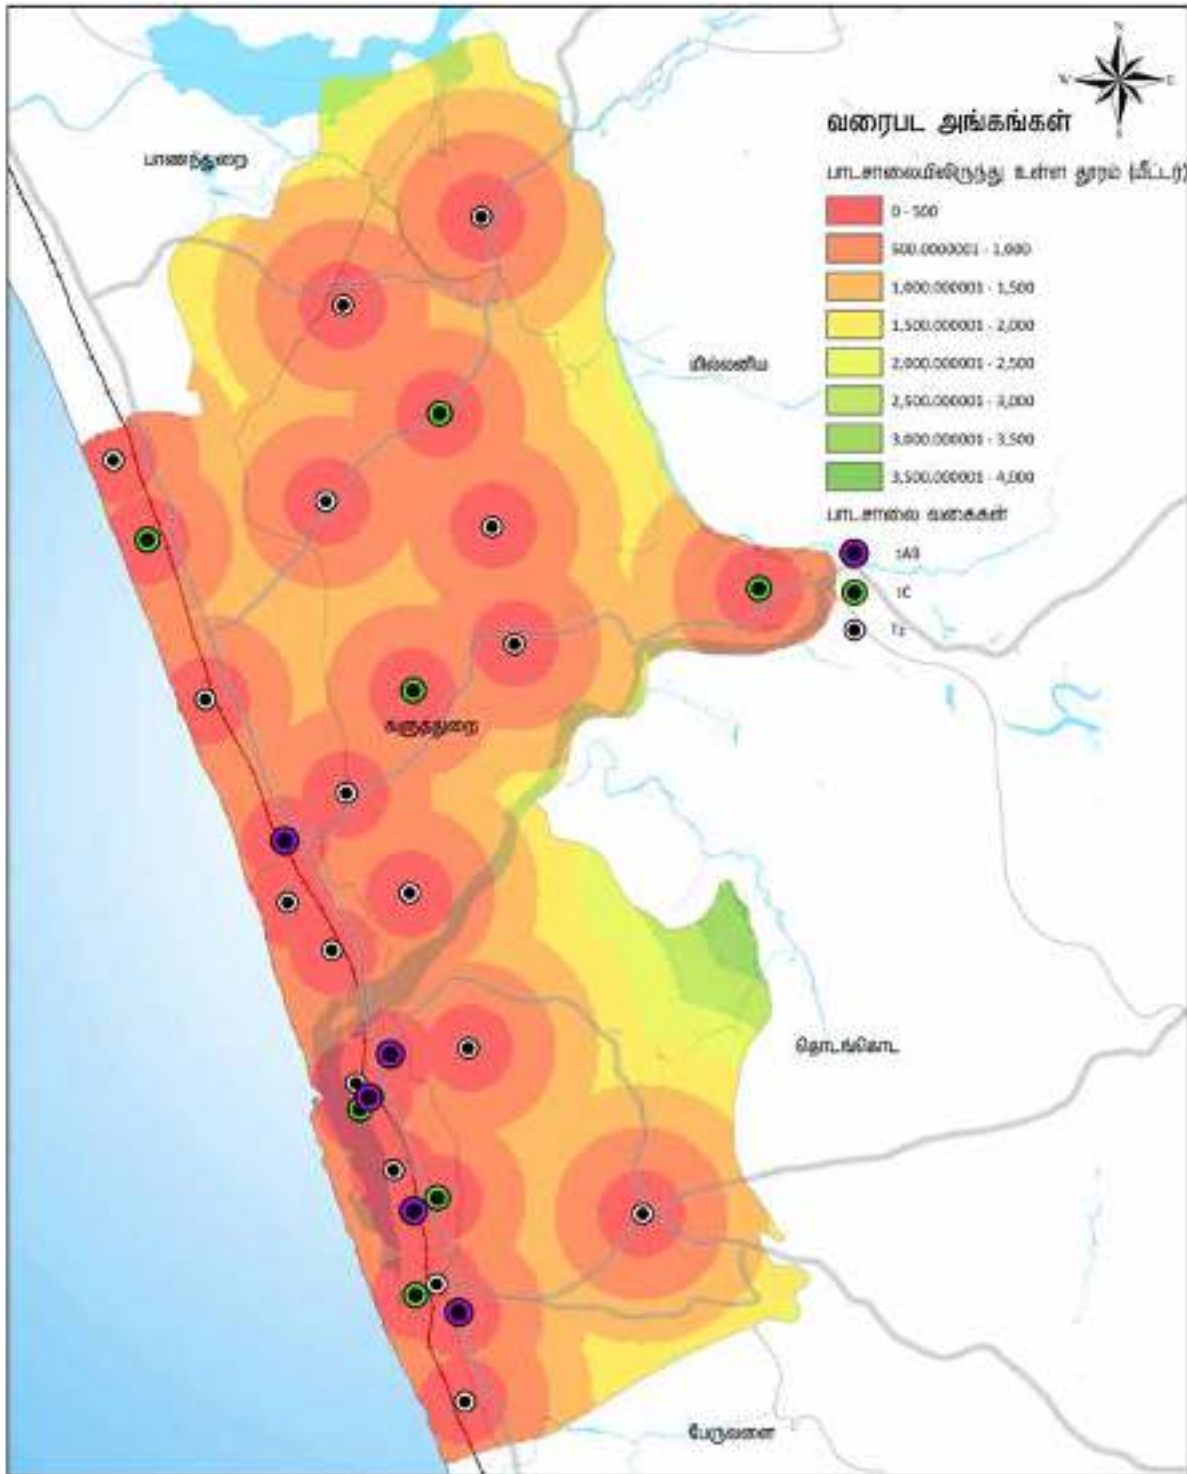 N
W E
S
வரைபட அங்கங்கள்
பாணந்துறை
பாடசாலையிலிருந்து உள்ள தூரம் (மீட்டர்)
0 - 500
500.0000001 - 1,000
1,000.000001 - 1,500
1,500.000001 - 2,000
மில்லனிய
2,000.000001 - 2,500
2,500.000001 - 3,000
3,000.000001 - 3,500
3,500.000001 - 4,000
பாடசாலை வகைகள்
1AB
1C
களுத்துறை
தொடங்கொட
பேருவளை